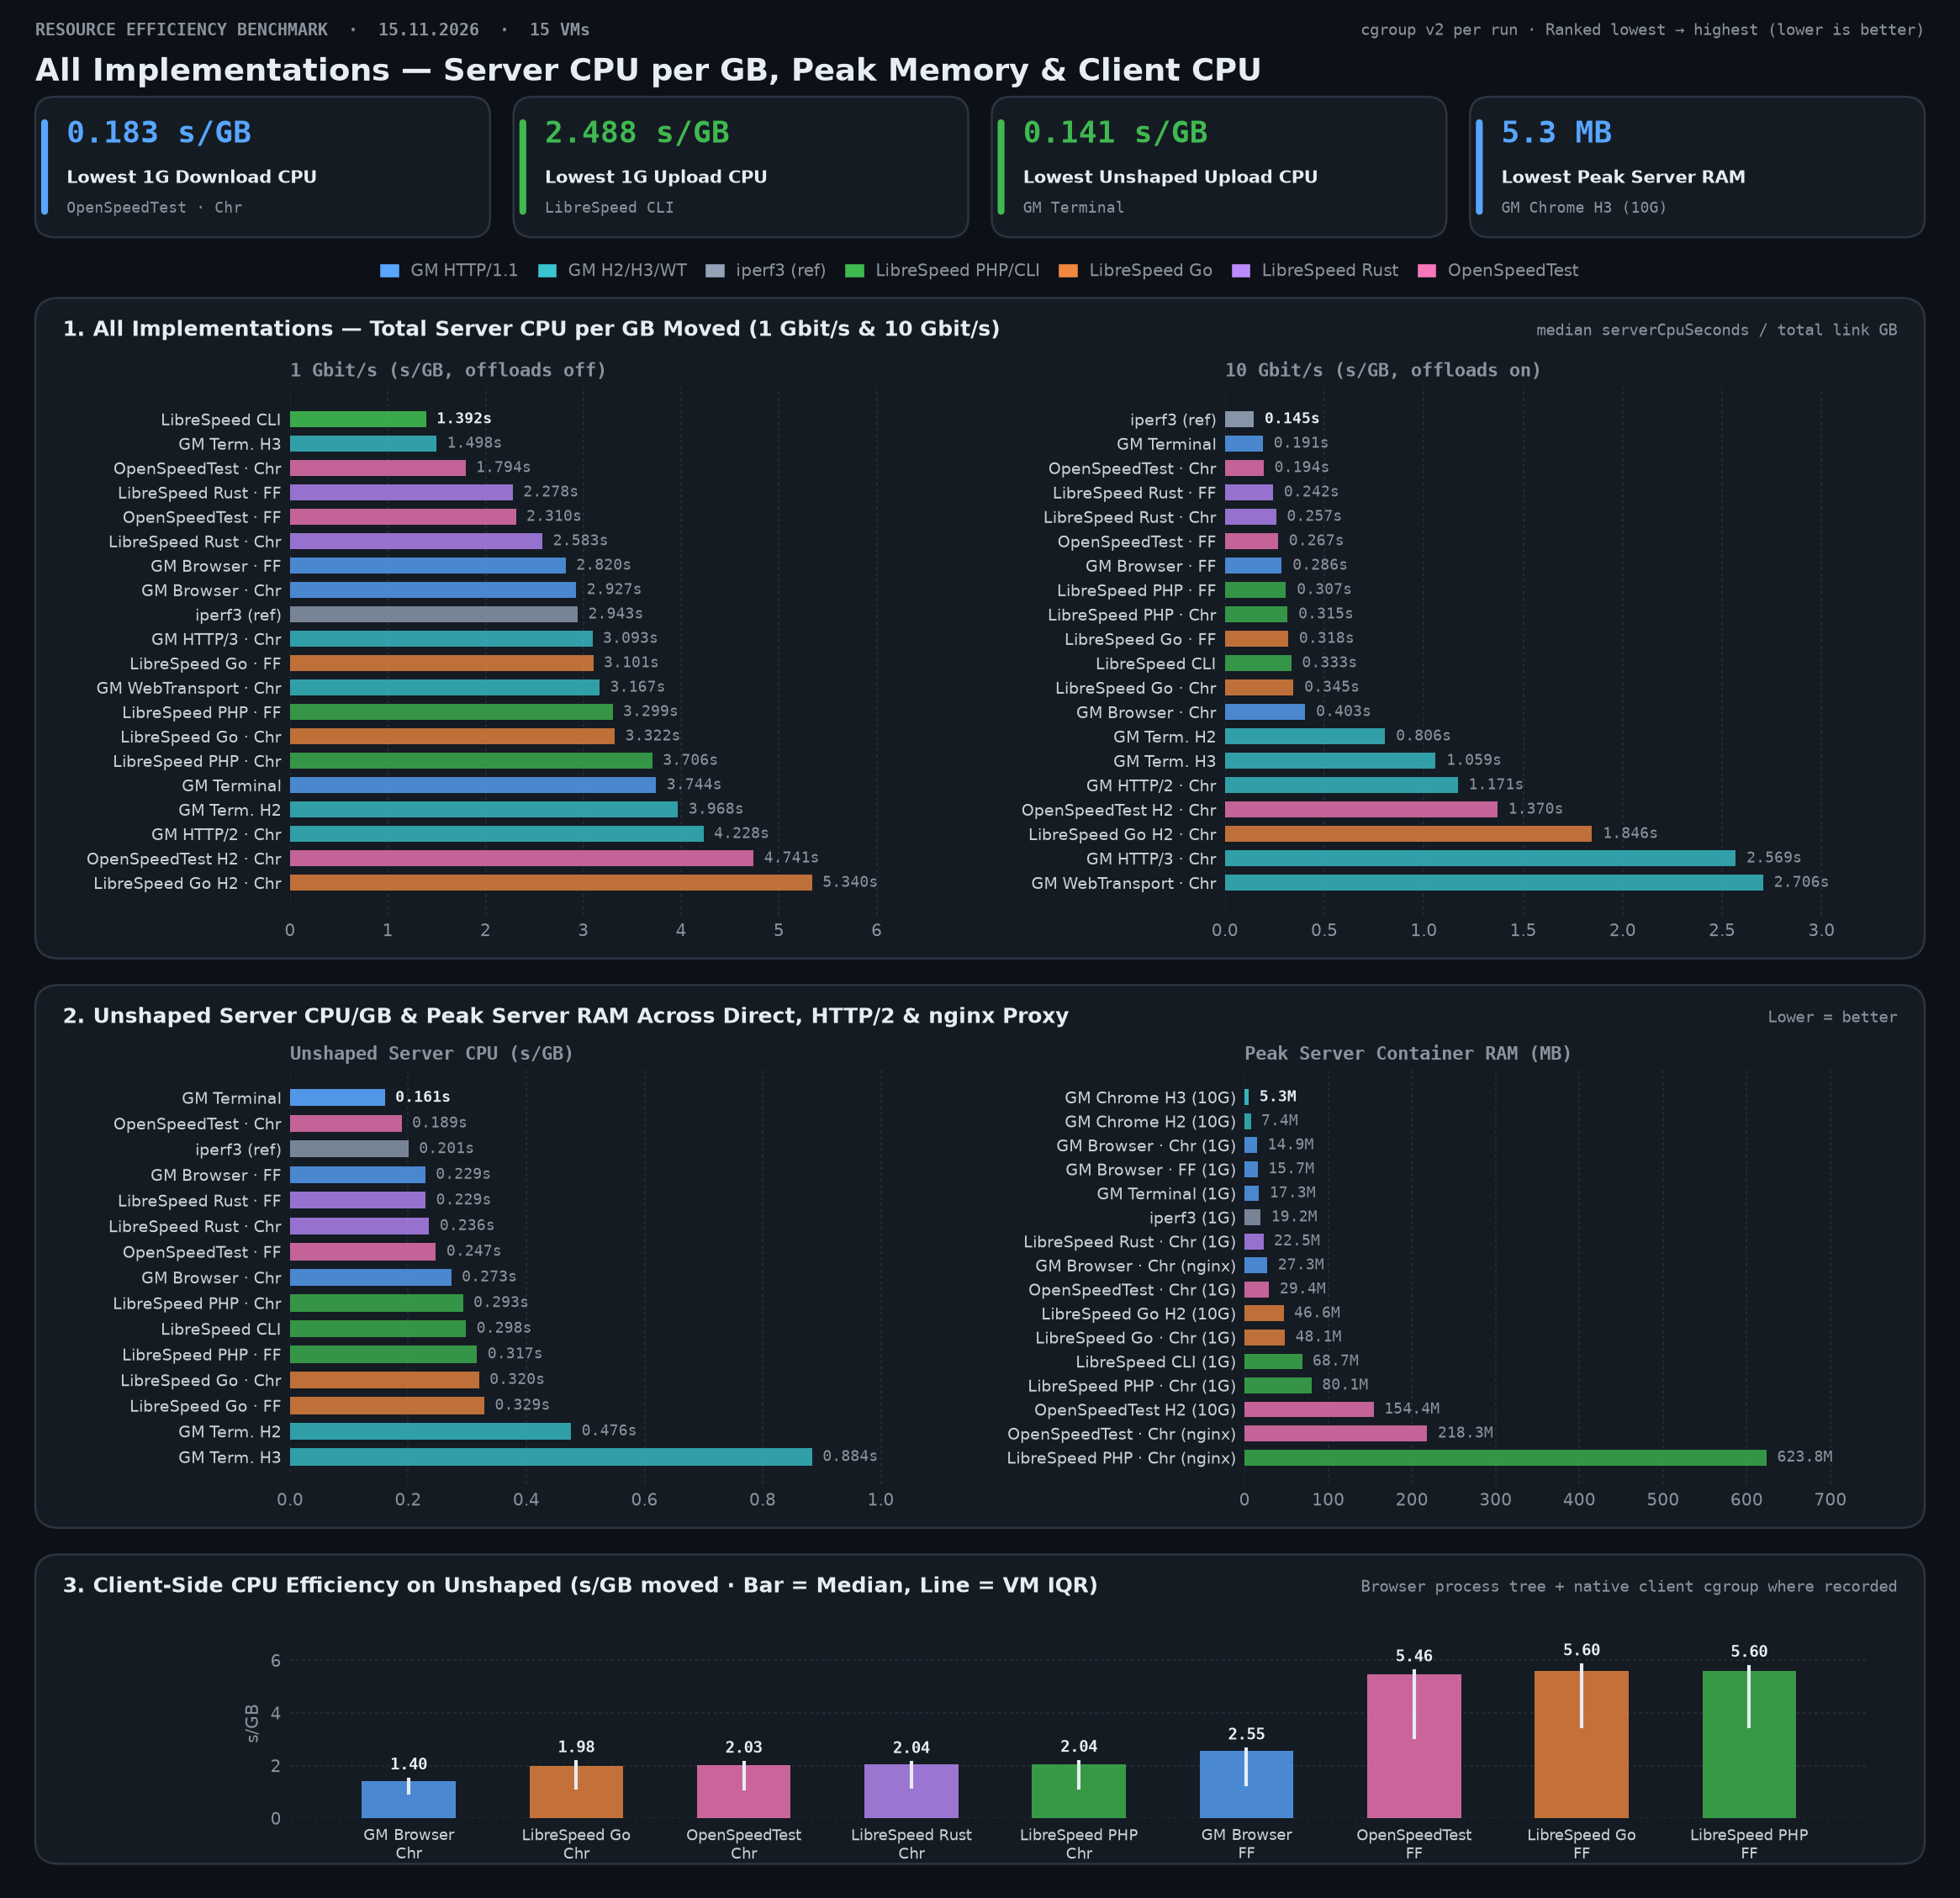 RESOURCE EFFICIENCY BENCHMARK · 15.11.2026 · 15 VMs
cgroup v2 per run · Ranked lowest → highest (lower is better)
All Implementations — Server CPU per GB, Peak Memory & Client CPU
0.183 s/GB
Lowest 1G Download CPU
OpenSpeedTest · Chr
2.488 s/GB
Lowest 1G Upload CPU
LibreSpeed CLI
0.141 s/GB
Lowest Unshaped Upload CPU
GM Terminal
5.3 MB
Lowest Peak Server RAM
GM Chrome H3 (10G)
GM HTTP/1.1 GM H2/H3/WT iperf3 (ref) LibreSpeed PHP/CLI LibreSpeed Go LibreSpeed Rust OpenSpeedTest
1. All Implementations — Total Server CPU per GB Moved (1 Gbit/s & 10 Gbit/s)
median serverCpuSeconds / total link GB
1 Gbit/s (s/GB, offloads off)
LibreSpeed CLI 1.392s
GM Term. H3 1.498s
OpenSpeedTest · Chr 1.794s
LibreSpeed Rust · FF 2.278s
OpenSpeedTest · FF 2.310s
LibreSpeed Rust · Chr 2.583s
GM Browser · FF 2.820s
GM Browser · Chr 2.927s
iperf3 (ref) 2.943s
GM HTTP/3 · Chr 3.093s
LibreSpeed Go · FF 3.101s
GM WebTransport · Chr 3.167s
LibreSpeed PHP · FF 3.299s
LibreSpeed Go · Chr 3.322s
LibreSpeed PHP · Chr 3.706s
GM Terminal 3.744s
GM Term. H2 3.968s
GM HTTP/2 · Chr 4.228s
OpenSpeedTest H2 · Chr 4.741s
LibreSpeed Go H2 · Chr 5.340s
0 1 2 3 4 5 6
10 Gbit/s (s/GB, offloads on)
iperf3 (ref) 0.145s
GM Terminal 0.191s
OpenSpeedTest · Chr 0.194s
LibreSpeed Rust · FF 0.242s
LibreSpeed Rust · Chr 0.257s
OpenSpeedTest · FF 0.267s
GM Browser · FF 0.286s
LibreSpeed PHP · FF 0.307s
LibreSpeed PHP · Chr 0.315s
LibreSpeed Go · FF 0.318s
LibreSpeed CLI 0.333s
LibreSpeed Go · Chr 0.345s
GM Browser · Chr 0.403s
GM Term. H2 0.806s
GM Term. H3 1.059s
GM HTTP/2 · Chr 1.171s
OpenSpeedTest H2 · Chr 1.370s
LibreSpeed Go H2 · Chr 1.846s
GM HTTP/3 · Chr 2.569s
GM WebTransport · Chr 2.706s
0.0 0.5 1.0 1.5 2.0 2.5 3.0
2. Unshaped Server CPU/GB & Peak Server RAM Across Direct, HTTP/2 & nginx Proxy
Lower = better
Unshaped Server CPU (s/GB)
GM Terminal 0.161s
OpenSpeedTest · Chr 0.189s
iperf3 (ref) 0.201s
GM Browser · FF 0.229s
LibreSpeed Rust · FF 0.229s
LibreSpeed Rust · Chr 0.236s
OpenSpeedTest · FF 0.247s
GM Browser · Chr 0.273s
LibreSpeed PHP · Chr 0.293s
LibreSpeed CLI 0.298s
LibreSpeed PHP · FF 0.317s
LibreSpeed Go · Chr 0.320s
LibreSpeed Go · FF 0.329s
GM Term. H2 0.476s
GM Term. H3 0.884s
0.0 0.2 0.4 0.6 0.8 1.0
Peak Server Container RAM (MB)
GM Chrome H3 (10G) 5.3M
GM Chrome H2 (10G) 7.4M
GM Browser · Chr (1G) 14.9M
GM Browser · FF (1G) 15.7M
GM Terminal (1G) 17.3M
iperf3 (1G) 19.2M
LibreSpeed Rust · Chr (1G) 22.5M
GM Browser · Chr (nginx) 27.3M
OpenSpeedTest · Chr (1G) 29.4M
LibreSpeed Go H2 (10G) 46.6M
LibreSpeed Go · Chr (1G) 48.1M
LibreSpeed CLI (1G) 68.7M
LibreSpeed PHP · Chr (1G) 80.1M
OpenSpeedTest H2 (10G) 154.4M
OpenSpeedTest · Chr (nginx) 218.3M
LibreSpeed PHP · Chr (nginx) 623.8M
0 100 200 300 400 500 600 700
3. Client-Side CPU Efficiency on Unshaped (s/GB moved · Bar = Median, Line = VM IQR)
Browser process tree + native client cgroup where recorded
s/GB
6
4
2
0
1.40 1.98 2.03 2.04 2.04 2.55 5.46 5.60 5.60
GM Browser LibreSpeed Go OpenSpeedTest LibreSpeed Rust LibreSpeed PHP GM Browser OpenSpeedTest LibreSpeed Go LibreSpeed PHP
Chr Chr Chr Chr Chr FF FF FF FF